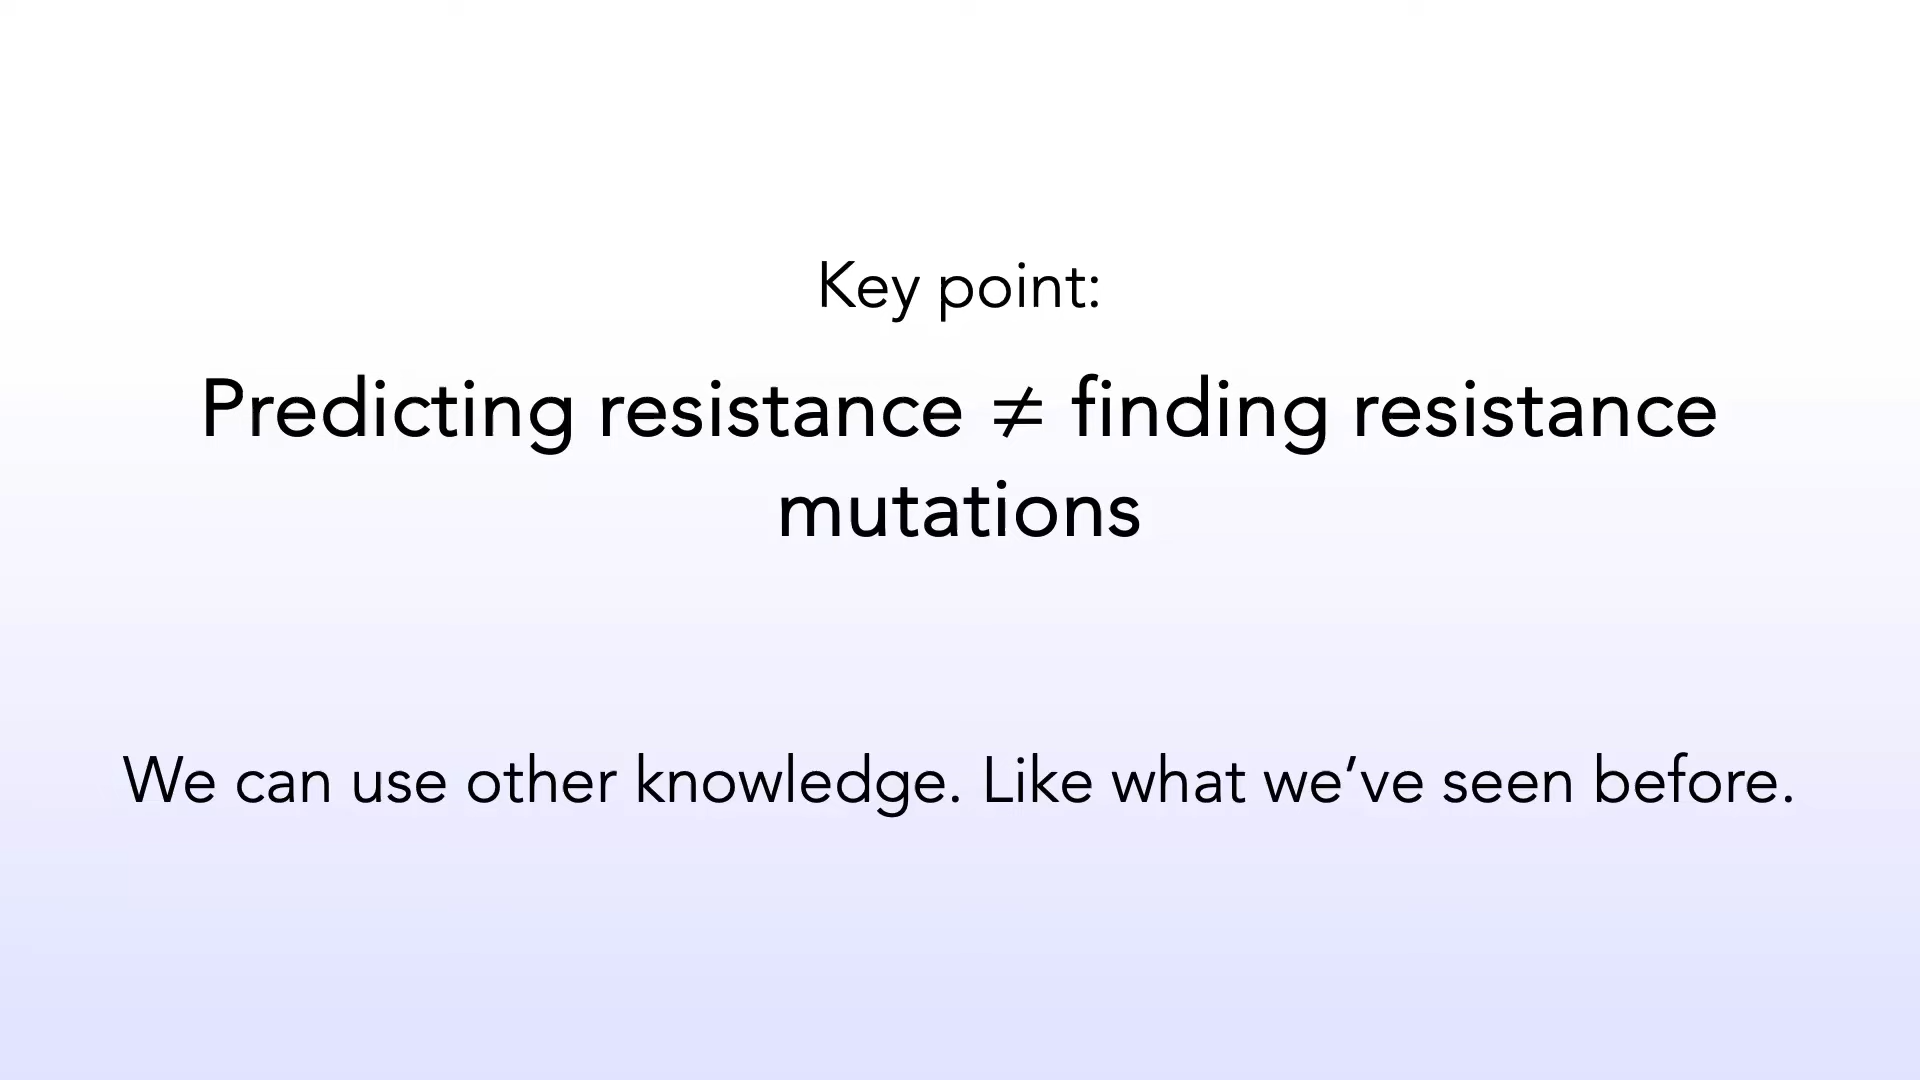 Key point:
Predicting resistance ≠ finding resistance
mutations
We can use other knowledge. Like what we’ve seen before.